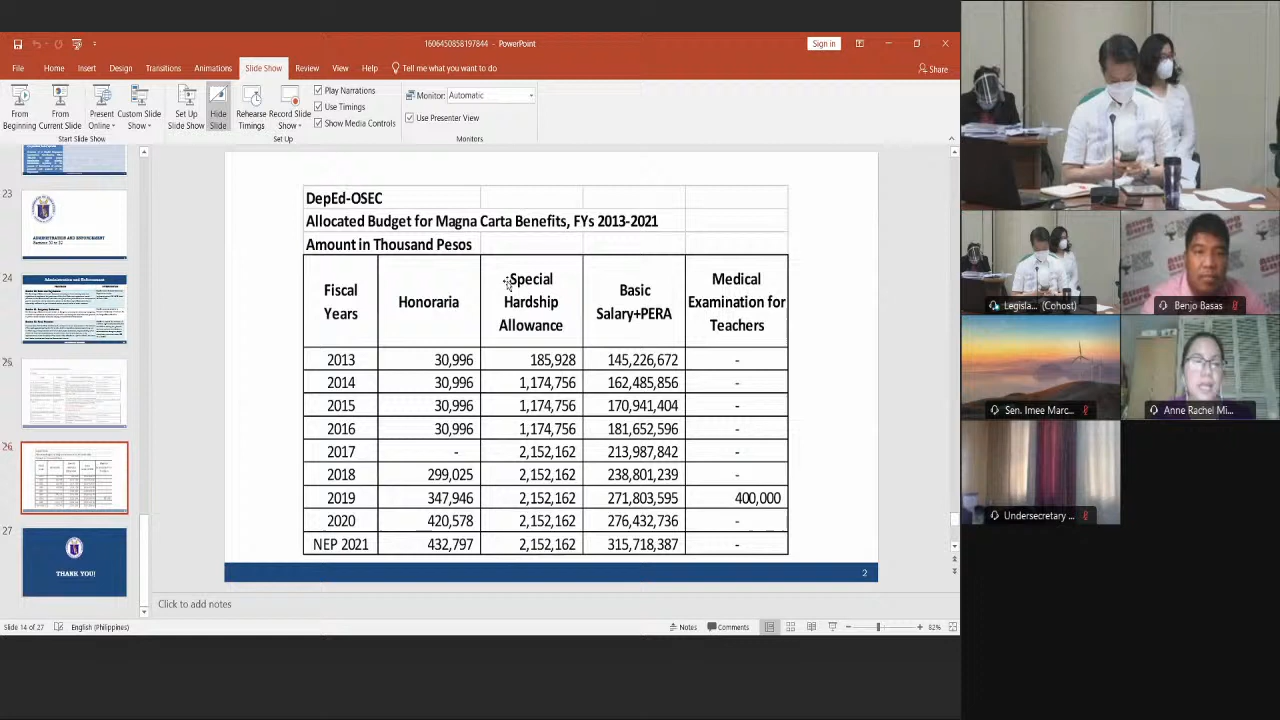 1606450858197844 - PowerPoint
Sign in
File Home Insert Design Transitions Animations Slide Show Review View Help Tell me what you want to do
Share
From Beginning
From Current Slide
Present Online
Custom Slide Show
Set Up Slide Show
Hide Slide
Rehearse Timings
Record Slide Show
Play Narrations
Use Timings
Show Media Controls
Monitor: Automatic
Use Presenter View
Start Slide Show
Set Up
Monitors
23
ADMINISTRATION AND ENFORCEMENT
24
Administration and Enforcement
25
26
27
THANK YOU!
DepEd-OSEC
Allocated Budget for Magna Carta Benefits, FYs 2013-2021
Amount in Thousand Pesos
Fiscal Years
Honoraria
Special Hardship Allowance
Basic Salary+PERA
Medical Examination for Teachers
2013 30,996 185,928 145,226,672 -
2014 30,996 1,174,756 162,485,856 -
2015 30,996 1,174,756 170,941,404 -
2016 30,996 1,174,756 181,652,596 -
2017 - 2,152,162 213,987,842 -
2018 299,025 2,152,162 238,801,239 -
2019 347,946 2,152,162 271,803,595 400,000
2020 420,578 2,152,162 276,432,736 -
NEP 2021 432,797 2,152,162 315,718,387 -
2
Click to add notes
Slide 14 of 27 English (Philippines)
Notes Comments
82%
Legisla... (Cohost)
Benjo Basas
Sen. Imee Marc...
Anne Rachel Mi...
Undersecretary ...